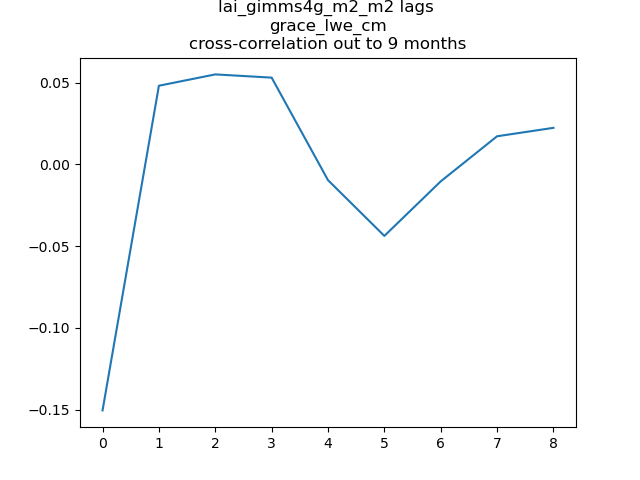 lai_gimms4g_m2_m2 lags
grace_lwe_cm
cross-correlation out to 9 months
0.05
0.00
−0.05
−0.10
−0.15
0 1 2 3 4 5 6 7 8